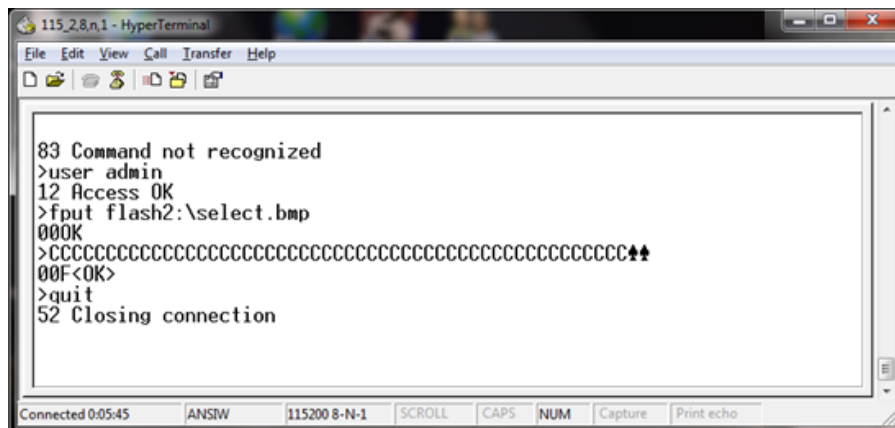 115_2,8,n,1 - HyperTerminal
File Edit View Call Transfer Help
83 Command not recognized
>user admin
12 Access OK
>fput flash2:\select.bmp
00OK
>CCCCCCCCCCCCCCCCCCCCCCCCCCCCCCCCCCCCCCCCCCCCCCCCCCC♠♠
00F<OK>
>quit
52 Closing connection
Connected 0:05:45 ANSIW 115200 8-N-1 SCROLL CAPS NUM Capture Print echo